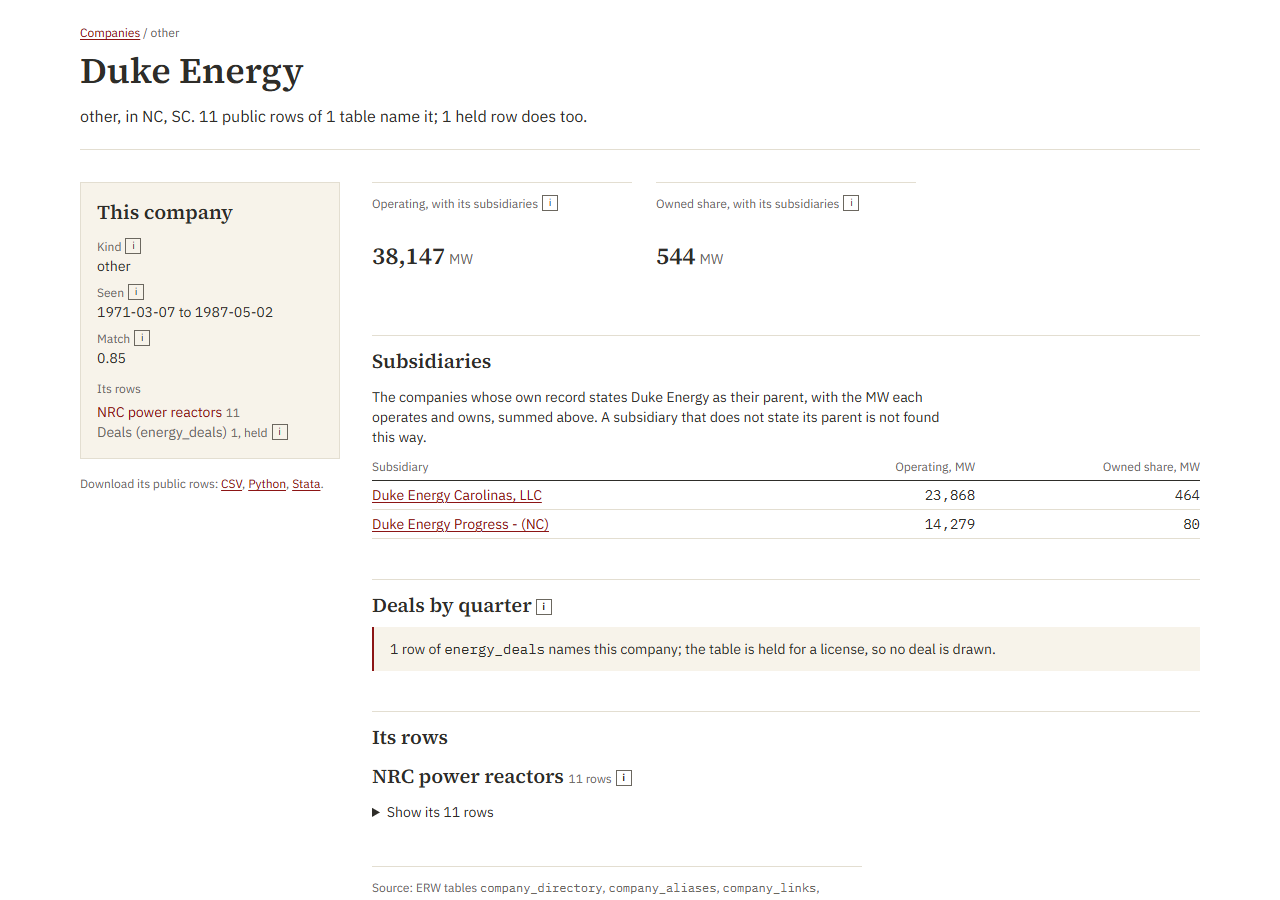 Companies / other
Duke Energy
other, in NC, SC. 11 public rows of 1 table name it; 1 held row does too.
This company
Kind i
other
Seen i
1971-03-07 to 1987-05-02
Match i
0.85
Its rows
NRC power reactors 11
Deals (energy_deals) 1, held i
Download its public rows: CSV, Python, Stata.
Operating, with its subsidiaries i
38,147 MW
Owned share, with its subsidiaries i
544 MW
Subsidiaries
The companies whose own record states Duke Energy as their parent, with the MW each
operates and owns, summed above. A subsidiary that does not state its parent is not found
this way.
Subsidiary Operating, MW Owned share, MW
Duke Energy Carolinas, LLC 23,868 464
Duke Energy Progress - (NC) 14,279 80
Deals by quarter i
1 row of energy_deals names this company; the table is held for a license, so no deal is drawn.
Its rows
NRC power reactors 11 rows i
Show its 11 rows
Source: ERW tables company_directory, company_aliases, company_links,